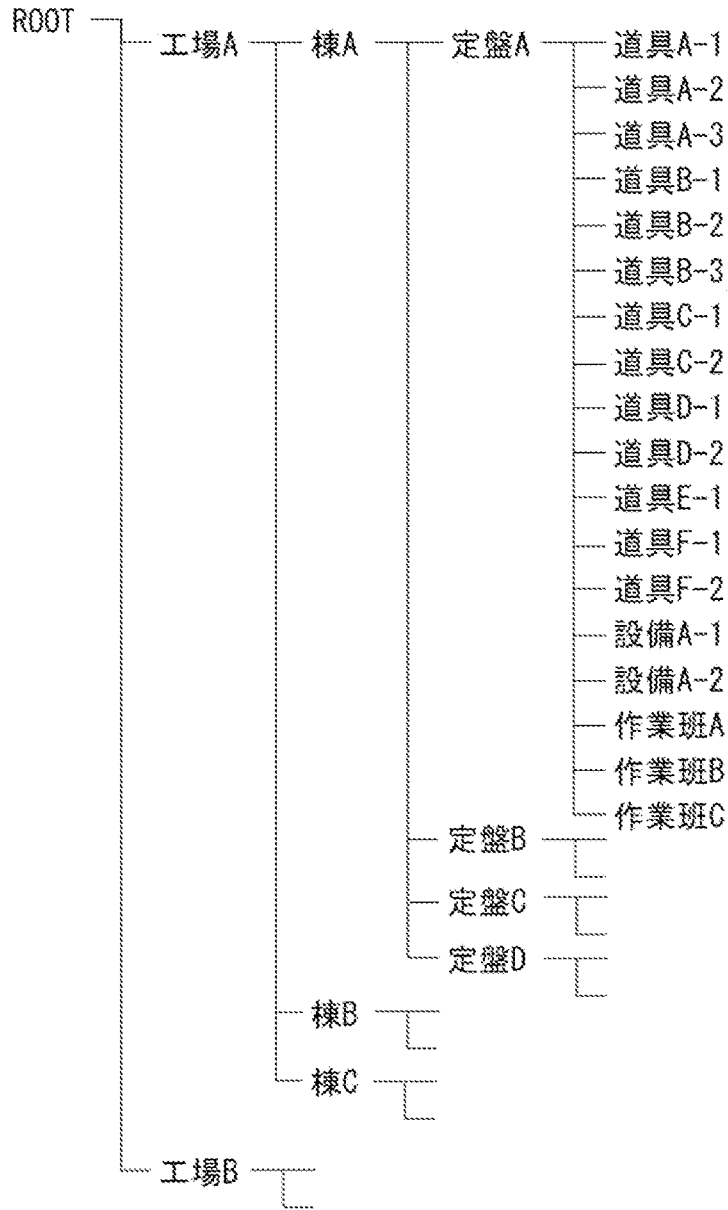 ROOT 工場A 棟A 定盤A 道具A-1
道具A-2
道具A-3
道具B-1
道具B-2
道具B-3
道具C-1
道具C-2
道具D-1
道具D-2
道具E-1
道具F-1
道具F-2
設備A-1
設備A-2
作業班A
作業班B
作業班C
定盤B
定盤C
定盤D
棟B
棟C
工場B